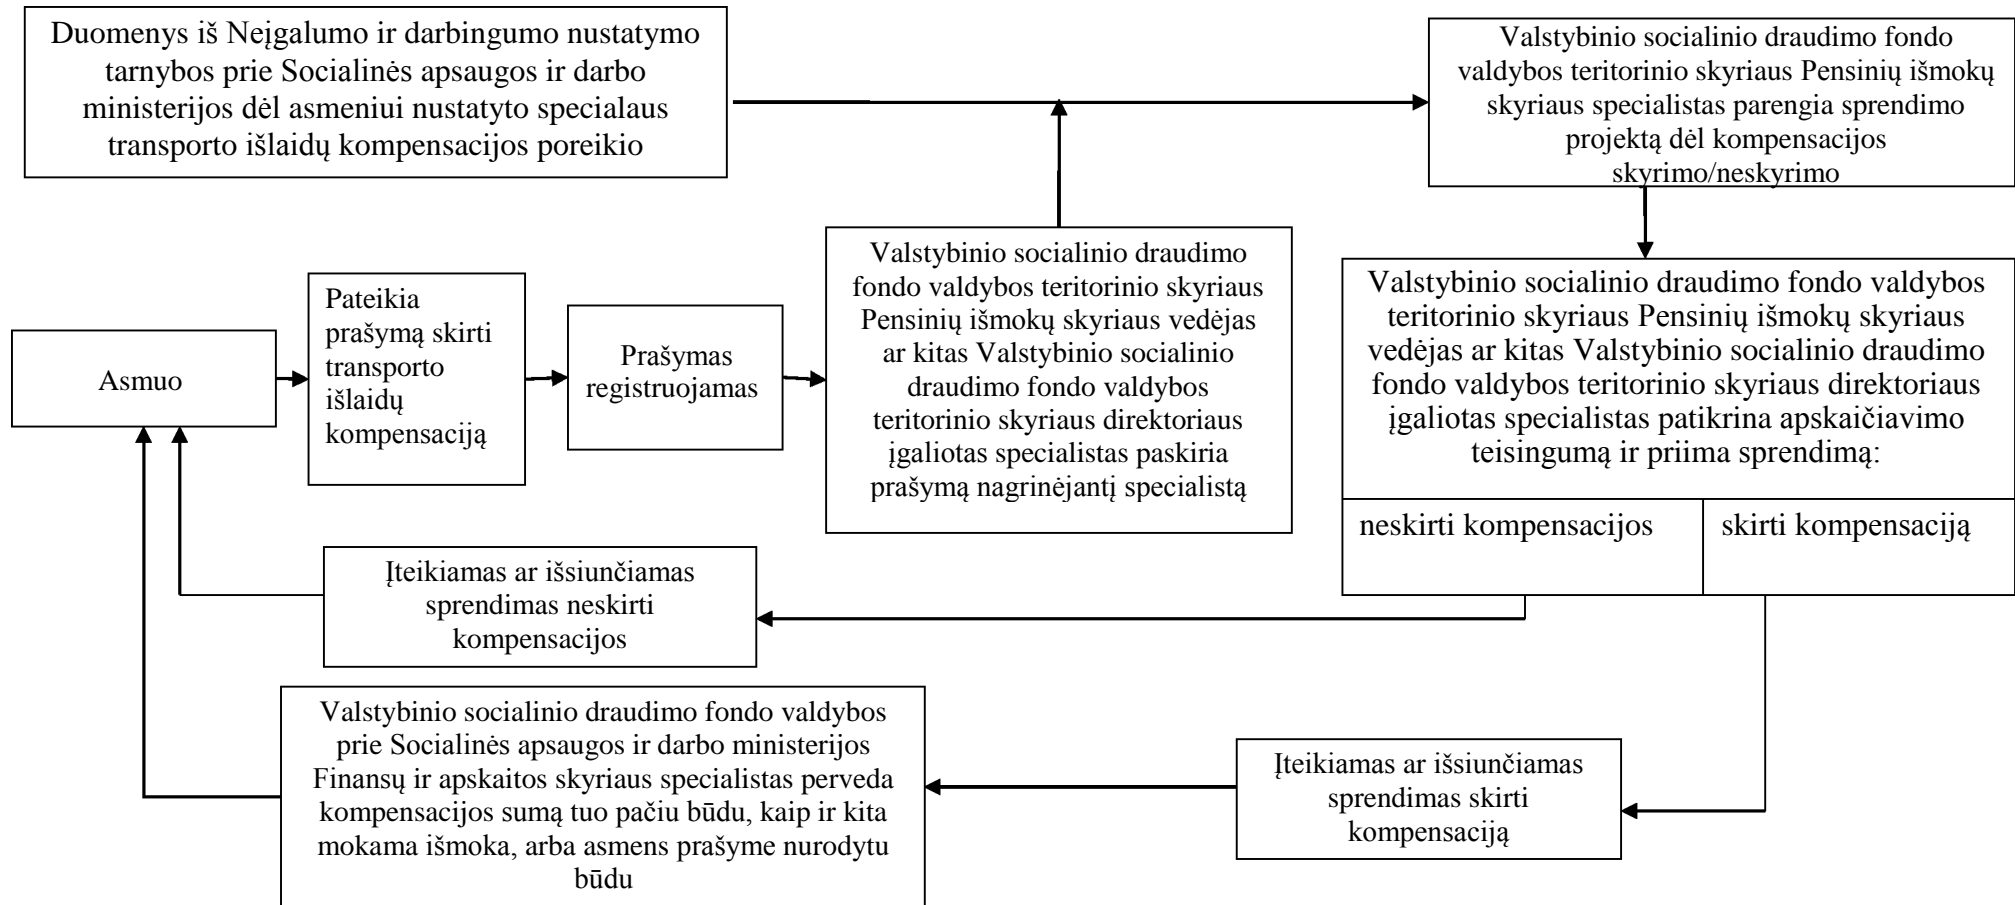 Duomenys iš Neįgalumo ir darbingumo nustatymo
tarnybos prie Socialinės apsaugos ir darbo
ministerijos dėl asmeniui nustatyto specialaus
transporto išlaidų kompensacijos poreikio
Valstybinio socialinio draudimo fondo
valdybos teritorinio skyriaus Pensinių išmokų
skyriaus specialistas parengia sprendimo
projektą dėl kompensacijos
skyrimo/neskyrimo
Asmuo
Pateikia
prašymą skirti
transporto
išlaidų
kompensaciją
Prašymas
registruojamas
Valstybinio socialinio draudimo
fondo valdybos teritorinio skyriaus
Pensinių išmokų skyriaus vedėjas
ar kitas Valstybinio socialinio
draudimo fondo valdybos
teritorinio skyriaus direktoriaus
įgaliotas specialistas paskiria
prašymą nagrinėjantį specialistą
Valstybinio socialinio draudimo fondo valdybos
teritorinio skyriaus Pensinių išmokų skyriaus
vedėjas ar kitas Valstybinio socialinio draudimo
fondo valdybos teritorinio skyriaus direktoriaus
įgaliotas specialistas patikrina apskaičiavimo
teisingumą ir priima sprendimą:
neskirti kompensacijos
skirti kompensaciją
Įteikiamas ar išsiunčiamas
sprendimas neskirti
kompensacijos
Valstybinio socialinio draudimo fondo valdybos
prie Socialinės apsaugos ir darbo ministerijos
Finansų ir apskaitos skyriaus specialistas perveda
kompensacijos sumą tuo pačiu būdu, kaip ir kita
mokama išmoka, arba asmens prašyme nurodytu
būdu
Įteikiamas ar išsiunčiamas
sprendimas skirti
kompensaciją